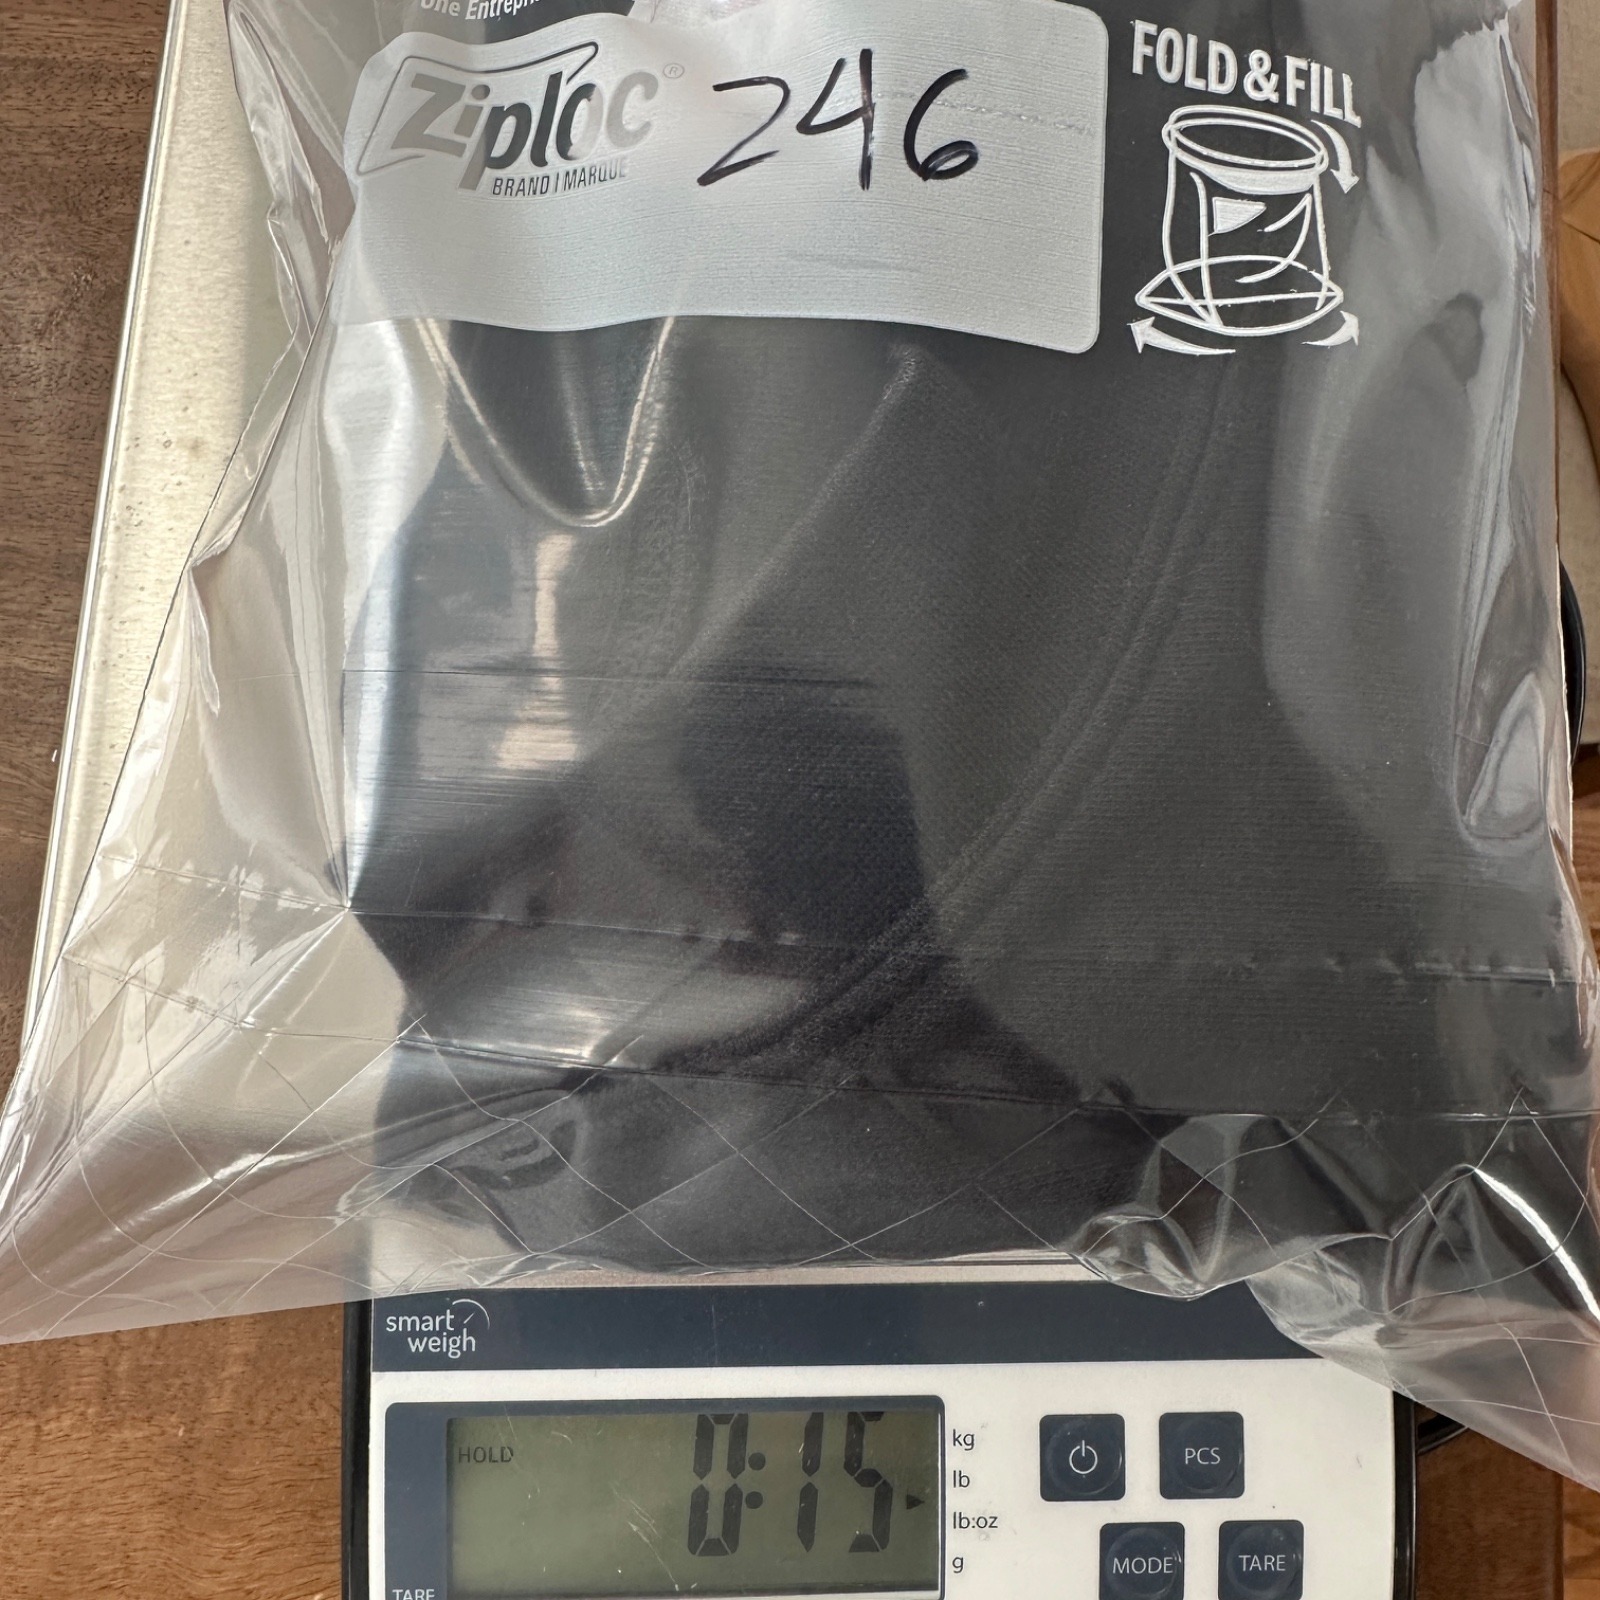 One
Ziploc® 246
BRAND | MARQUE
FOLD & FILL
smart
weigh
HOLD
0:15
kg
lb
lb:oz
g
PCS
MODE
TARE
TARE